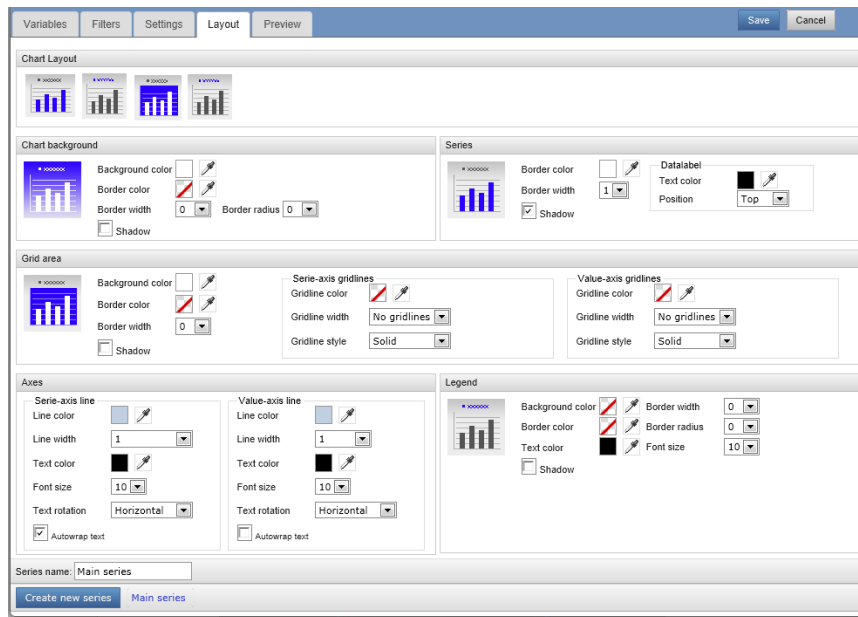 Variables Filters Settings Layout Preview Save Cancel
Chart Layout
Chart background
Background color
Border color
Border width 0 Border radius 0
Shadow
Series
Border color
Border width 1
Shadow
Datalabel
Text color
Position Top
Grid area
Background color
Border color
Border width 0
Shadow
Serie-axis gridlines
Gridline color
Gridline width No gridlines
Gridline style Solid
Value-axis gridlines
Gridline color
Gridline width No gridlines
Gridline style Solid
Axes
Serie-axis line
Line color
Line width 1
Text color
Font size 10
Text rotation Horizontal
Autowrap text
Value-axis line
Line color
Line width 1
Text color
Font size 10
Text rotation Horizontal
Autowrap text
Legend
Background color Border width 0
Border color Border radius 0
Text color Font size 10
Shadow
Series name: Main series
Create new series Main series